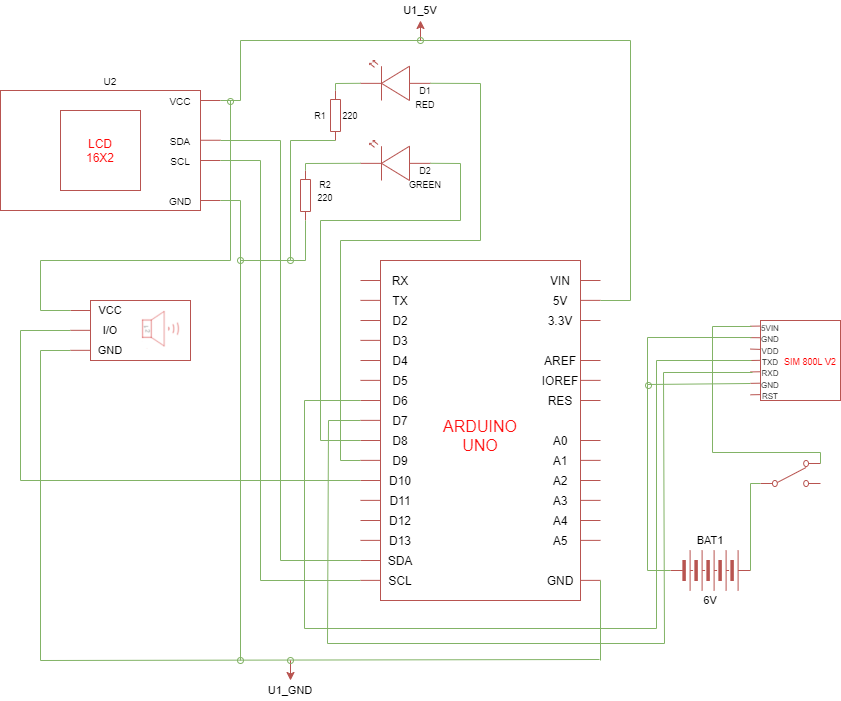 U1_5V
U2
VCC
SDA
SCL
GND
LCD
16X2
D1
RED
R1
220
D2
GREEN
R2
220
VCC
I/O
GND
RX
TX
D2
D3
D4
D5
D6
D7
D8
D9
D10
D11
D12
D13
SDA
SCL
ARDUINO
UNO
VIN
5V
3.3V
AREF
IOREF
RES
A0
A1
A2
A3
A4
A5
GND
5VIN
GND
VDD
TXD
RXD
GND
RST
SIM 800L V2
BAT1
6V
U1_GND